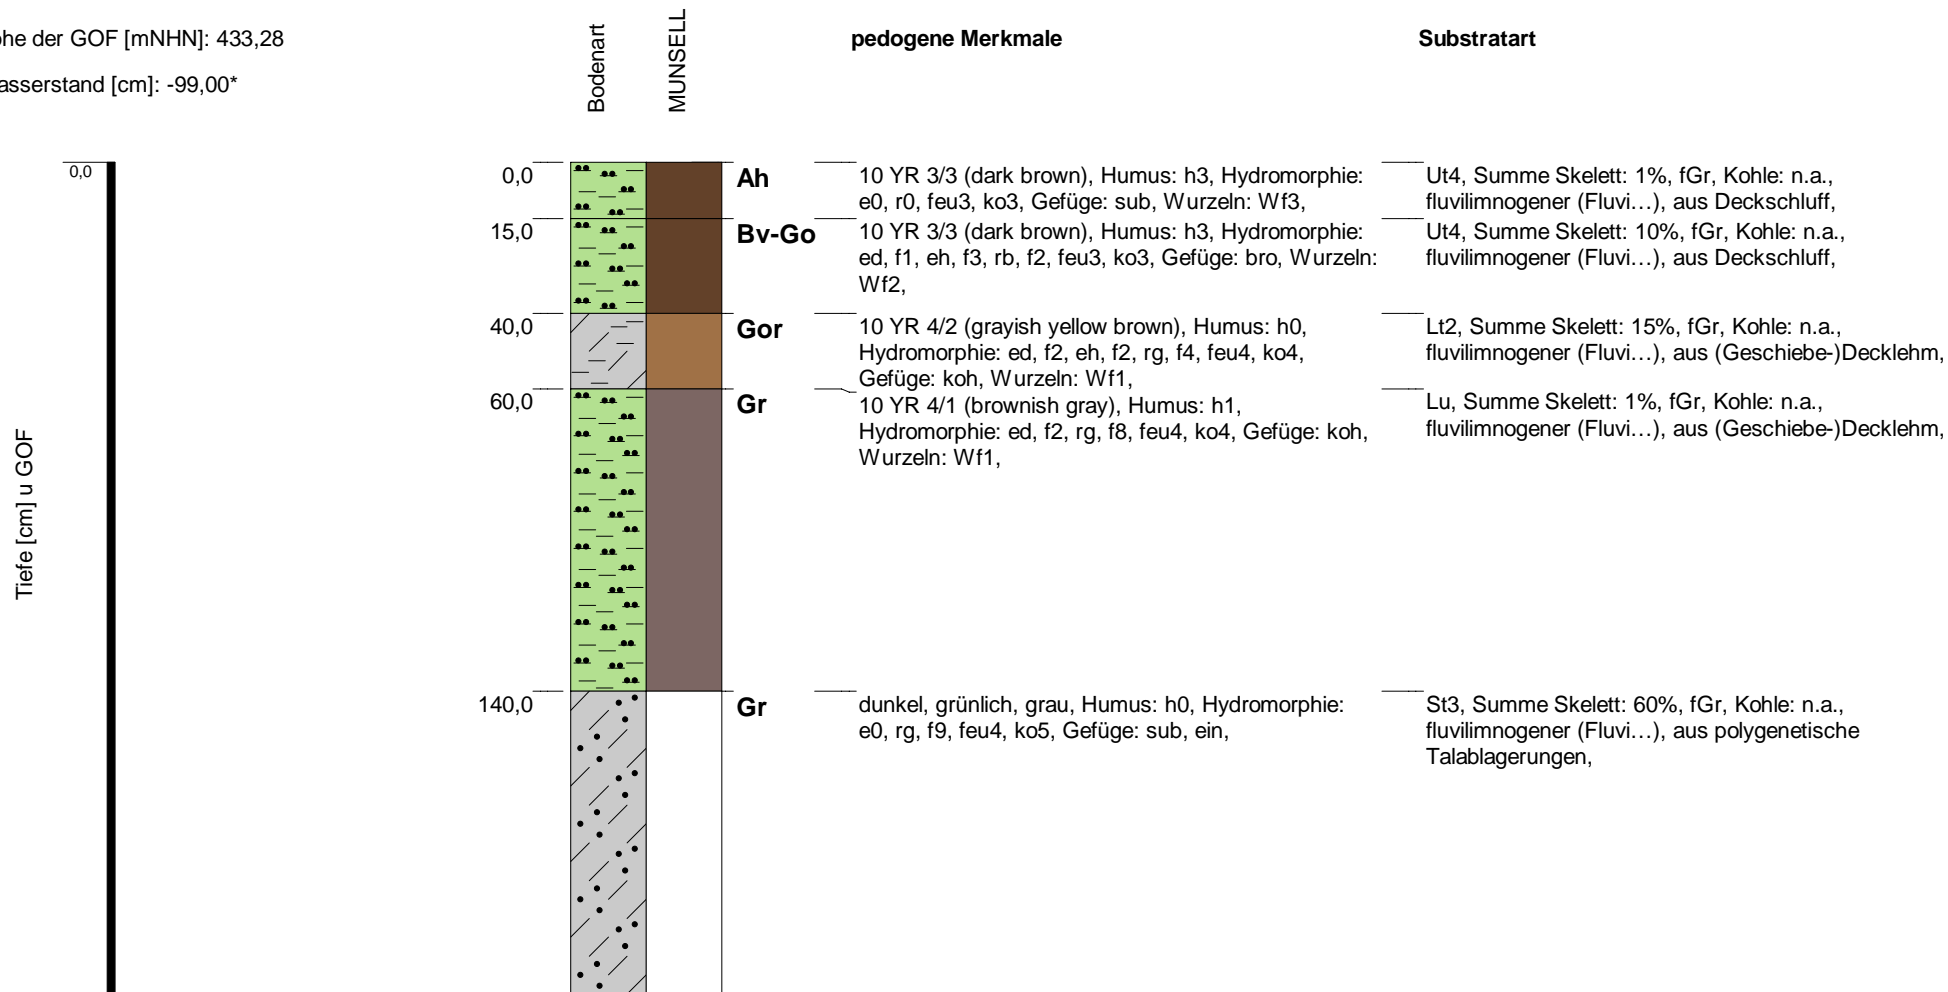 ohe der GOF [mNHN]: 433,28
asserstand [cm]: -99,00*
Bodenart
MUNSELL
pedogene Merkmale
Substratart
Tiefe [cm] u GOF
0,0
0,0
Ah
10 YR 3/3 (dark brown), Humus: h3, Hydromorphie:
e0, r0, feu3, ko3, Gefüge: sub, Wurzeln: Wf3,
Ut4, Summe Skelett: 1%, fGr, Kohle: n.a.,
fluvilimnogener (Fluvi…), aus Deckschluff,
15,0
Bv-Go
10 YR 3/3 (dark brown), Humus: h3, Hydromorphie:
ed, f1, eh, f3, rb, f2, feu3, ko3, Gefüge: bro, Wurzeln:
Wf2,
Ut4, Summe Skelett: 10%, fGr, Kohle: n.a.,
fluvilimnogener (Fluvi…), aus Deckschluff,
40,0
Gor
10 YR 4/2 (grayish yellow brown), Humus: h0,
Hydromorphie: ed, f2, eh, f2, rg, f4, feu4, ko4,
Gefüge: koh, Wurzeln: Wf1,
Lt2, Summe Skelett: 15%, fGr, Kohle: n.a.,
fluvilimnogener (Fluvi…), aus (Geschiebe-)Decklehm,
60,0
Gr
10 YR 4/1 (brownish gray), Humus: h1,
Hydromorphie: ed, f2, rg, f8, feu4, ko4, Gefüge: koh,
Wurzeln: Wf1,
Lu, Summe Skelett: 1%, fGr, Kohle: n.a.,
fluvilimnogener (Fluvi…), aus (Geschiebe-)Decklehm,
140,0
Gr
dunkel, grünlich, grau, Humus: h0, Hydromorphie:
e0, rg, f9, feu4, ko5, Gefüge: sub, ein,
St3, Summe Skelett: 60%, fGr, Kohle: n.a.,
fluvilimnogener (Fluvi…), aus polygenetische
Talablagerungen,